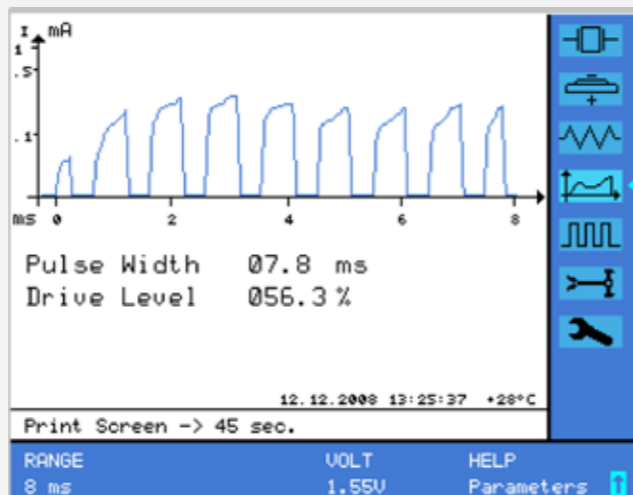 I mA
1
.5
.1
ms 0 2 4 6 8
Pulse Width 07.8 ms
Drive Level 056.3%
12.12.2008 13:25:37 +28°C
Print Screen -> 45 sec.
RANGE VOLT HELP
8 ms 1.55V Parameters